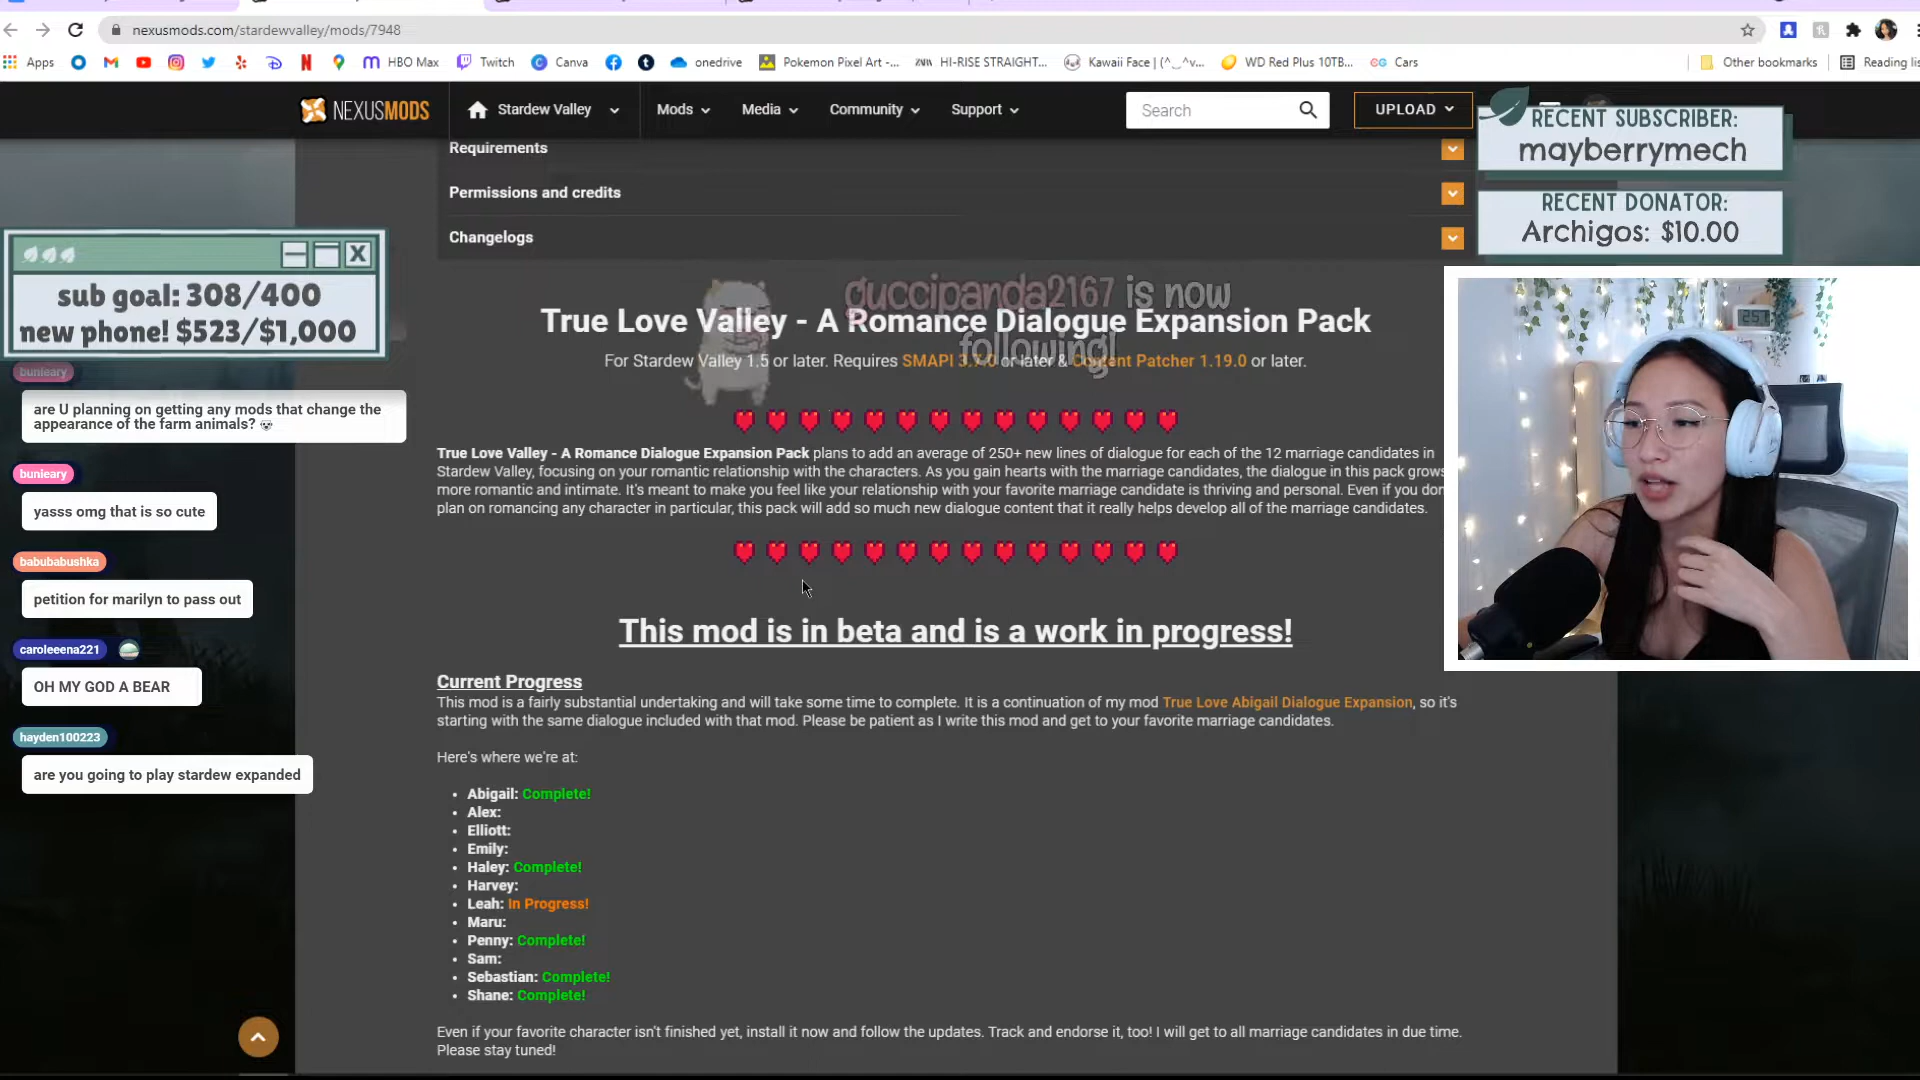 nexusmods.com/stardewvalley/mods/7948
Apps
HBO Max
Twitch
Canva
onedrive
Pokemon Pixel Art -...
HI-RISE STRAIGHT...
Kawaii Face | (^‿^v...
WD Red Plus 10TB...
Cars
Other bookmarks
Reading lis
NEXUSMODS
Stardew Valley
Mods
Media
Community
Support
Search
UPLOAD
RECENT SUBSCRIBER:
mayberrymech
RECENT DONATOR:
Archigos: $10.00
Requirements
Permissions and credits
Changelogs
sub goal: 308/400
new phone! $523/$1,000
guccipanda2167 is now
following!
True Love Valley - A Romance Dialogue Expansion Pack
For Stardew Valley 1.5 or later. Requires SMAPI 3.7.0 or later & Content Patcher 1.19.0 or later.
True Love Valley - A Romance Dialogue Expansion Pack plans to add an average of 250+ new lines of dialogue for each of the 12 marriage candidates in
Stardew Valley, focusing on your romantic relationship with the characters. As you gain hearts with the marriage candidates, the dialogue in this pack grows
more romantic and intimate. It's meant to make you feel like your relationship with your favorite marriage candidate is thriving and personal. Even if you don
plan on romancing any character in particular, this pack will add so much new dialogue content that it really helps develop all of the marriage candidates.
This mod is in beta and is a work in progress!
Current Progress
This mod is a fairly substantial undertaking and will take some time to complete. It is a continuation of my mod True Love Abigail Dialogue Expansion, so it's
starting with the same dialogue included with that mod. Please be patient as I write this mod and get to your favorite marriage candidates.
Here's where we're at:
Abigail: Complete!
Alex:
Elliott:
Emily:
Haley: Complete!
Harvey:
Leah: In Progress!
Maru:
Penny: Complete!
Sam:
Sebastian: Complete!
Shane: Complete!
Even if your favorite character isn't finished yet, install it now and follow the updates. Track and endorse it, too! I will get to all marriage candidates in due time.
Please stay tuned!
bunieary
are U planning on getting any mods that change the
appearance of the farm animals?
bunieary
yasss omg that is so cute
babubabushka
petition for marilyn to pass out
caroleeena221
OH MY GOD A BEAR
hayden100223
are you going to play stardew expanded
2:57